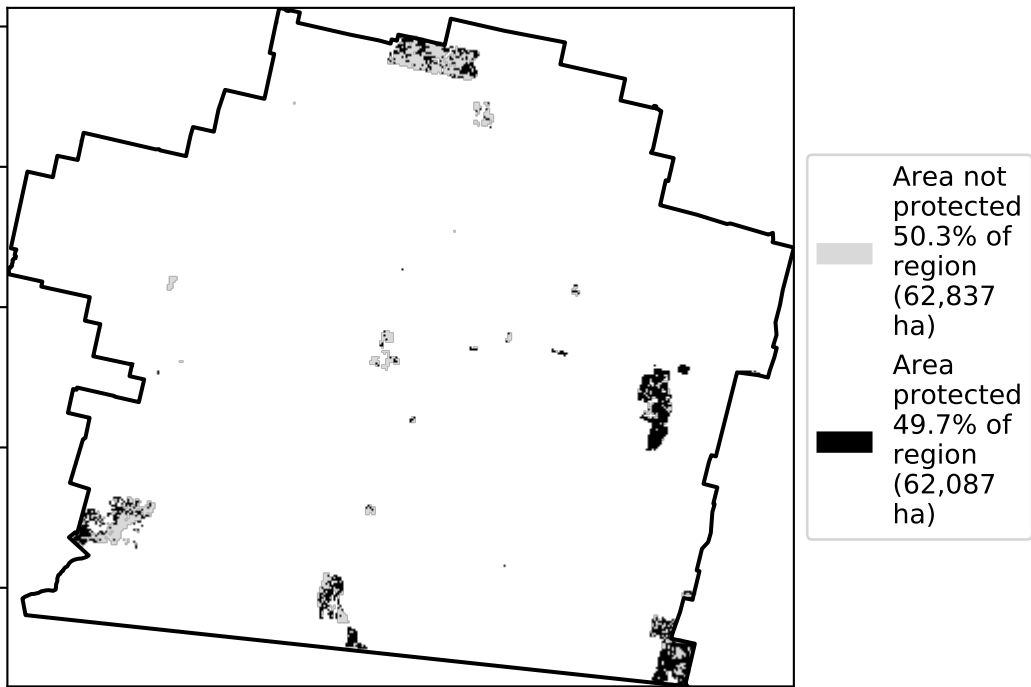 Area not
protected
50.3% of
region
(62,837
ha)
Area
protected
49.7% of
region
(62,087
ha)